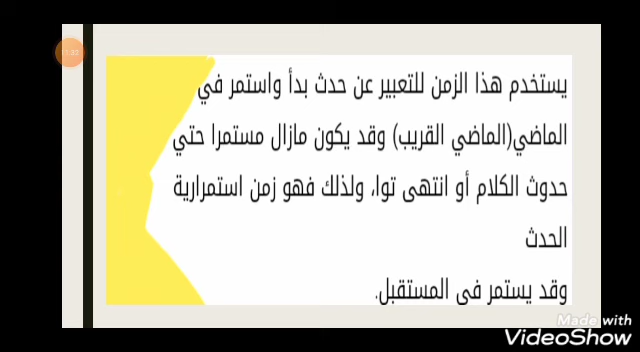 يستخدم هذا الزمن للتعبير عن حدث بدأ واستمر في
الماضي(الماضي القريب) وقد يكون مازال مستمرا حتي
حدوث الكلام أو انتهى توا، ولذلك فهو زمن استمرارية
الحدث
وقد يستمر فى المستقبل.
Made with
VideoShow